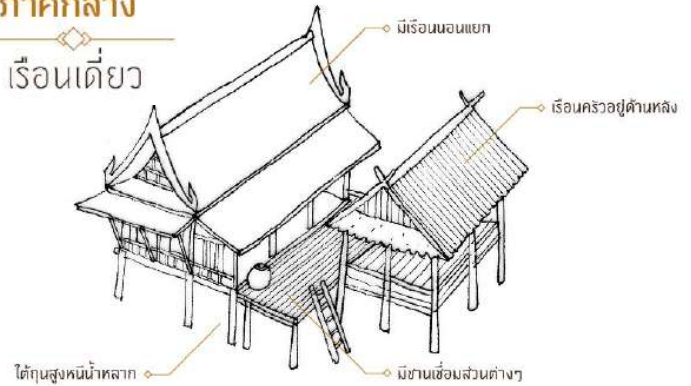 ภาคกลาง
เรือนเดี่ยว
มีเรือนนอนแยก
เรือนครัวอยู่ด้านหลัง
ใต้ถุนสูงหนีน้ำหลาก
มีชานเชื่อมส่วนต่างๆ